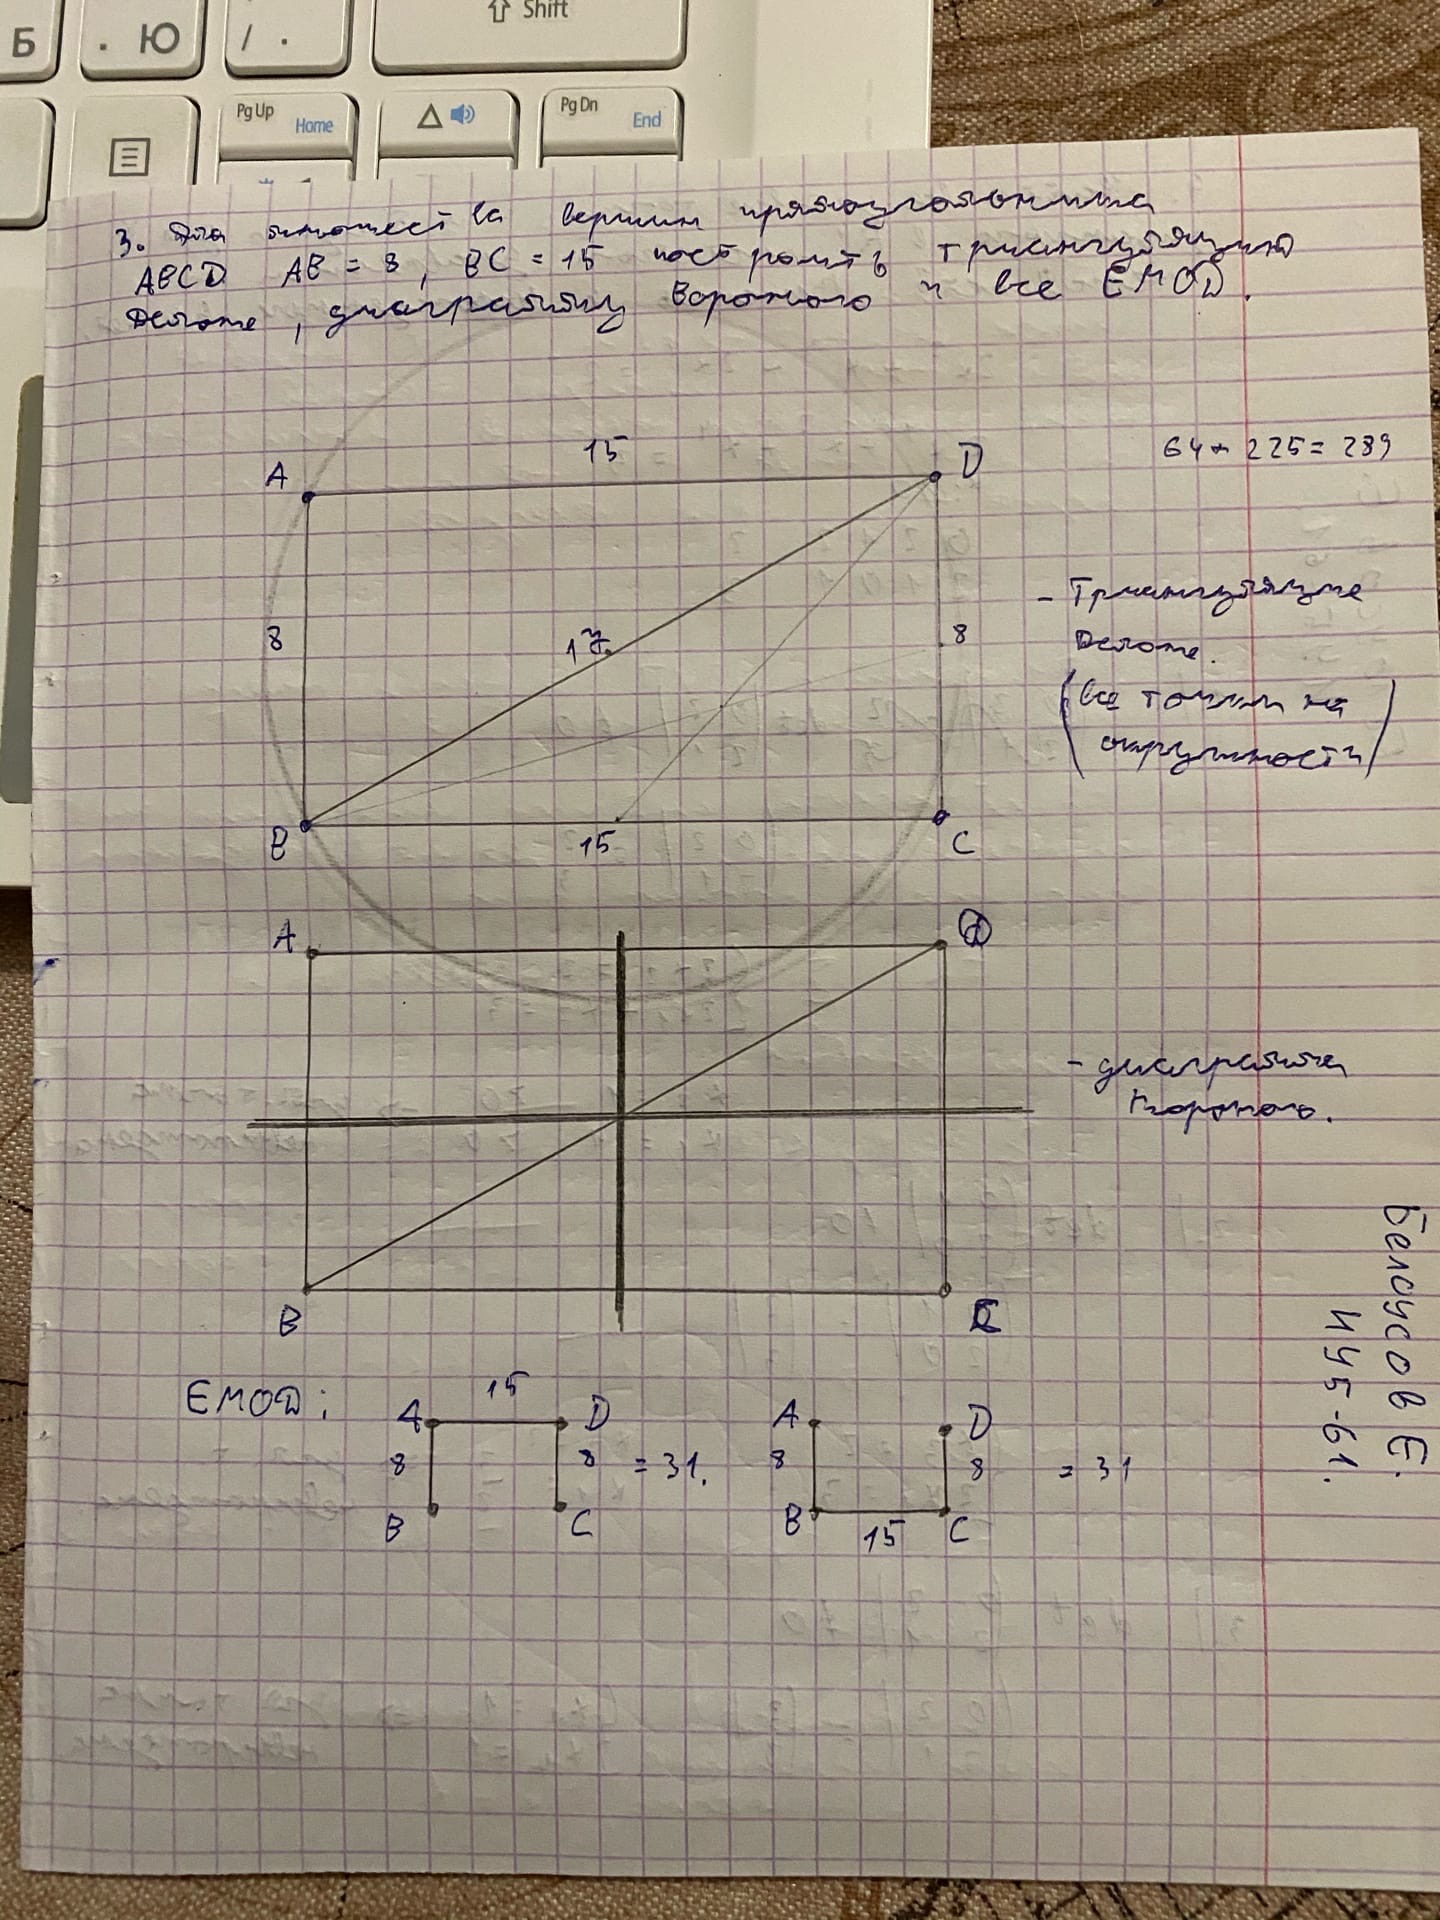 Б
. Ю
/ .
⇧ Shift
Pg Up
Home
Pg Dn
End
3. Для множества вершин прямоугольника
ABCD AB = 8, BC = 15 построить триангуляцию
Делоне, диаграмму Вороного и все ЕМОД.
15
A
D
64 + 225 = 289
8
17
8
- Триангуляция
Делоне.
(все точки на
окружности)
B
15
C
A
D
- диаграмма
Вороного.
B
C
Белоусов Е.
ИУ5-61.
ЕМОД:
15
A
D
8
8
= 31.
B
C
A
D
8
8
= 31
B
15
C